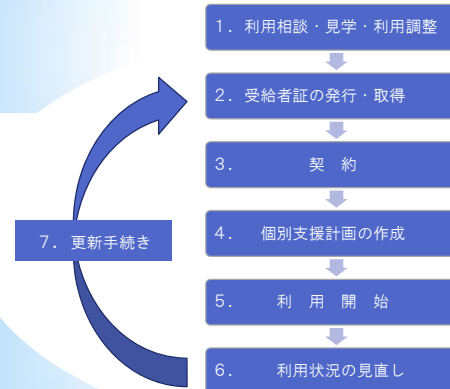 1. 利用相談・見学・利用調整
2. 受給者証の発行・取得
3. 契 約
4. 個別支援計画の作成
5. 利 用 開 始
6. 利用状況の見直し
7. 更新手続き